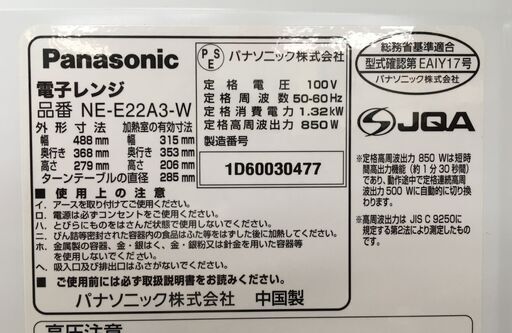 Panasonic
電子レンジ
品番 NE-E22A3-W
外形寸法 加熱室の有効寸法
幅 488mm 幅 315mm
奥行き 368mm 奥行き 353mm
高さ 279mm 高さ 206mm
ターンテーブルの直径 285mm
PSE パナソニック株式会社
定格電圧 100V
定格周波数 50-60Hz
定格消費電力 1.32kW
定格高周波出力 850W
製造番号
1D60030477
■使用上の注意
イ. アースを取り付けてご使用ください。
ロ. 電源は必ずコンセントをご使用ください。
ハ. とびらにものをはさんだ状態で使用しないでください。
ニ. びん詰等密封された容器内の食品はふた等をはずした後に加熱してください。
ホ. 金属製の容器、金・銀はく、金・銀粉又は針金を用いた容器等
を使用しないでください。
ヘ. 吸入口及び排出口はふさがないでください。
■ご使用前には必ず取扱説明書をお読みください
パナソニック株式会社 中国製
総務省基準適合
型式確認第EAIY17号
パナソニック株式会社
JQA
※定格高周波出力 850 Wは短時
間高出力機能(約1分30秒間)
であり、動作途中で定格連続高周
波出力500 Wに自動的に切り換
わります。
※高周波出力は JIS C 9250に
規定する第2法により測定したもの
です。
高圧注意